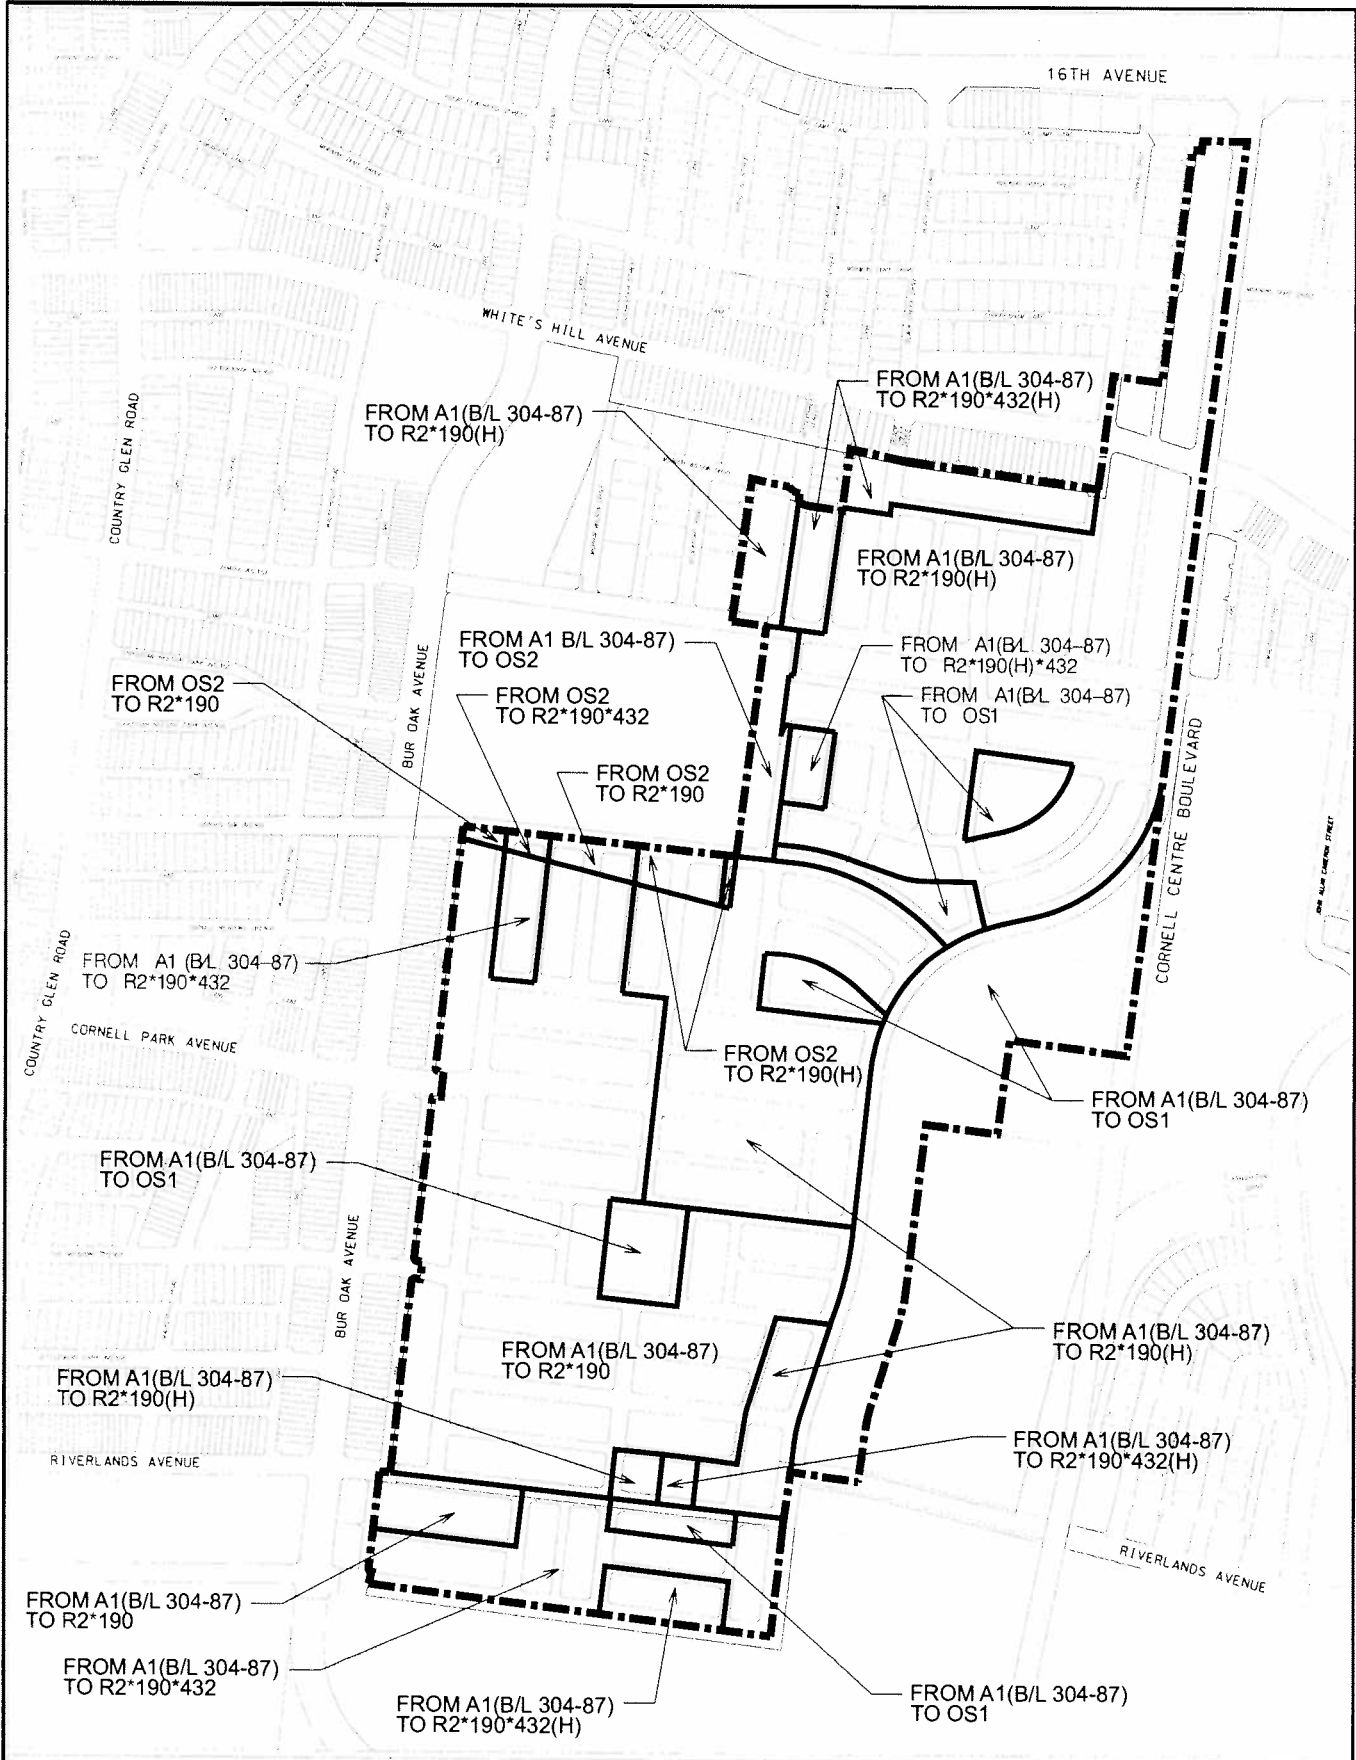 16TH AVENUE
WHITE'S HILL AVENUE
COUNTRY GLEN ROAD
FROM A1(B/L 304-87)
TO R2*190(H)
FROM A1(B/L 304-87)
TO R2*190*432(H)
FROM A1(B/L 304-87)
TO R2*190(H)
FROM A1 B/L 304-87)
TO OS2
FROM A1(B/L 304-87)
TO R2*190(H)*432
FROM OS2
TO R2*190
FROM OS2
TO R2*190*432
FROM A1(B/L 304-87)
TO OS1
BUR OAK AVENUE
FROM OS2
TO R2*190
CORNELL CENTRE BOULEVARD
FROM A1 (B/L 304-87)
TO R2*190*432
COUNTRY GLEN ROAD
CORNELL PARK AVENUE
FROM OS2
TO R2*190(H)
FROM A1(B/L 304-87)
TO OS1
FROM A1(B/L 304-87)
TO OS1
BUR OAK AVENUE
FROM A1(B/L 304-87)
TO R2*190
FROM A1(B/L 304-87)
TO R2*190(H)
FROM A1(B/L 304-87)
TO R2*190(H)
FROM A1(B/L 304-87)
TO R2*190*432(H)
RIVERLANDS AVENUE
RIVERLANDS AVENUE
FROM A1(B/L 304-87)
TO R2*190
FROM A1(B/L 304-87)
TO R2*190*432
FROM A1(B/L 304-87)
TO R2*190*432(H)
FROM A1(B/L 304-87)
TO OS1